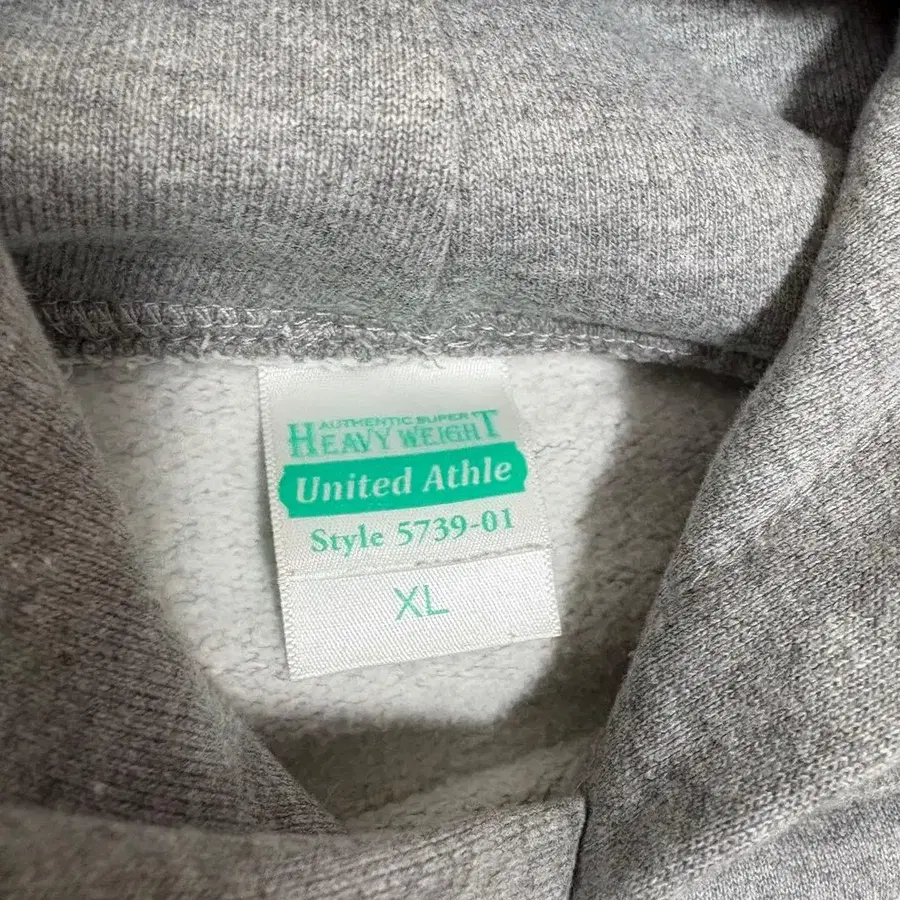 AUTHENTIC SUPER
HEAVY WEIGHT
United Athle
Style 5739-01
XL